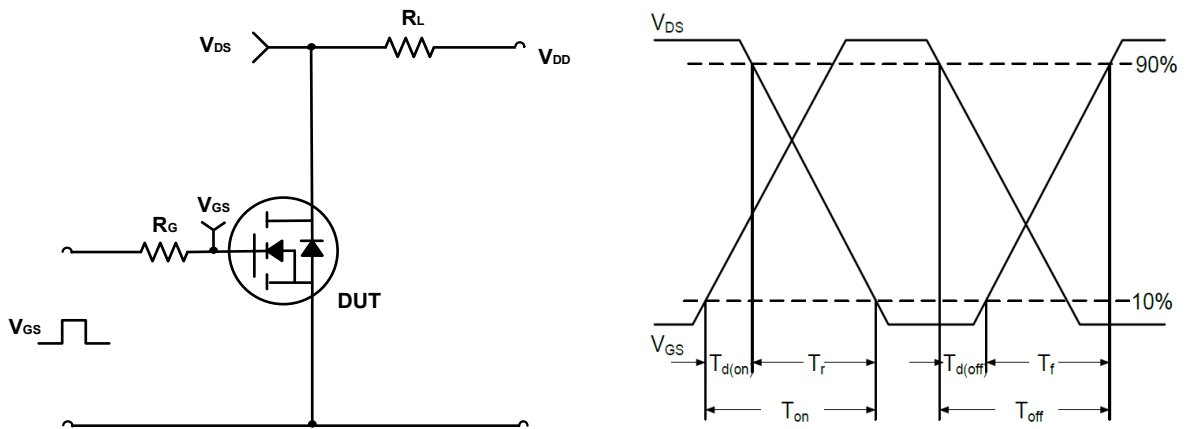 RL
VDS
VDD
VGS
RG
DUT
VGS
VDS
90%
10%
VGS
Td(on)
Tr
Td(off)
Tf
Ton
Toff